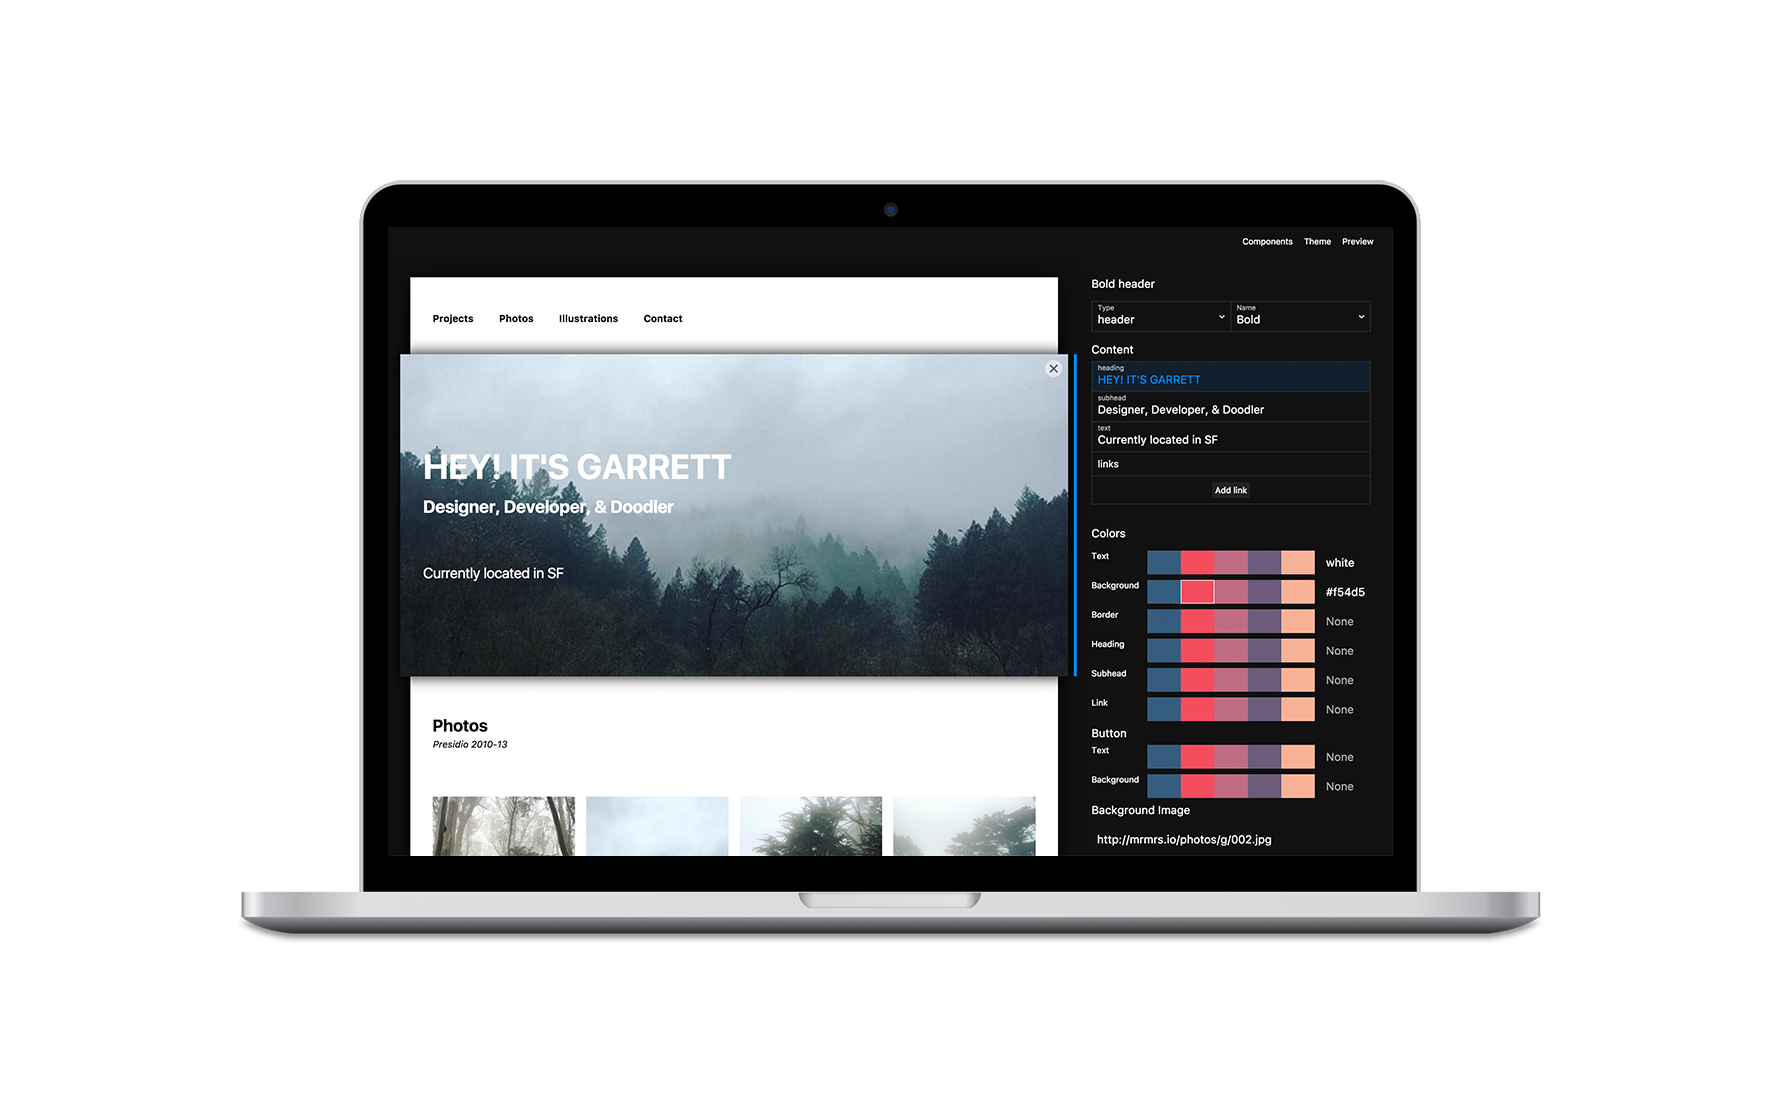 Components Theme Preview
Projects Photos Illustrations Contact
HEY! IT'S GARRETT
Designer, Developer, & Doodler
Currently located in SF
Photos
Presidio 2010-13
Bold header
Type
header
Name
Bold
Content
heading
HEY! IT'S GARRETT
subhead
Designer, Developer, & Doodler
text
Currently located in SF
links
Add link
Colors
Text white
Background #f54d5
Border None
Heading None
Subhead None
Link None
Button
Text None
Background None
Background Image
http://mrmrs.io/photos/g/002.jpg